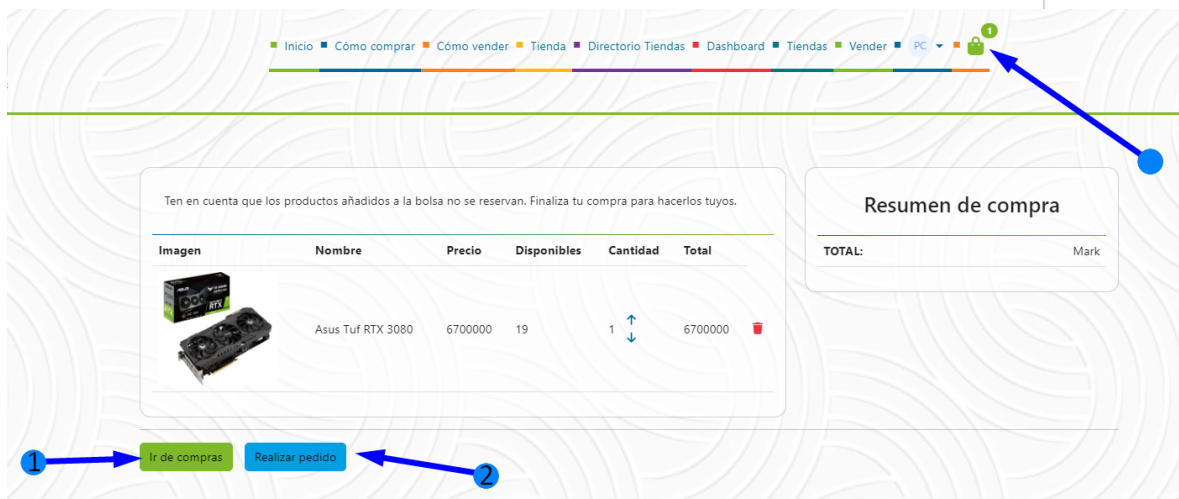 1
Inicio Cómo comprar Cómo vender Tienda Directorio Tiendas Dashboard Tiendas Vender PC
Ten en cuenta que los productos añadidos a la bolsa no se reservan. Finaliza tu compra para hacerlos tuyos.
Imagen Nombre Precio Disponibles Cantidad Total
RTX
Asus Tuf RTX 3080 6700000 19 1 6700000
Resumen de compra
TOTAL: Mark
1 Ir de compras Realizar pedido 2